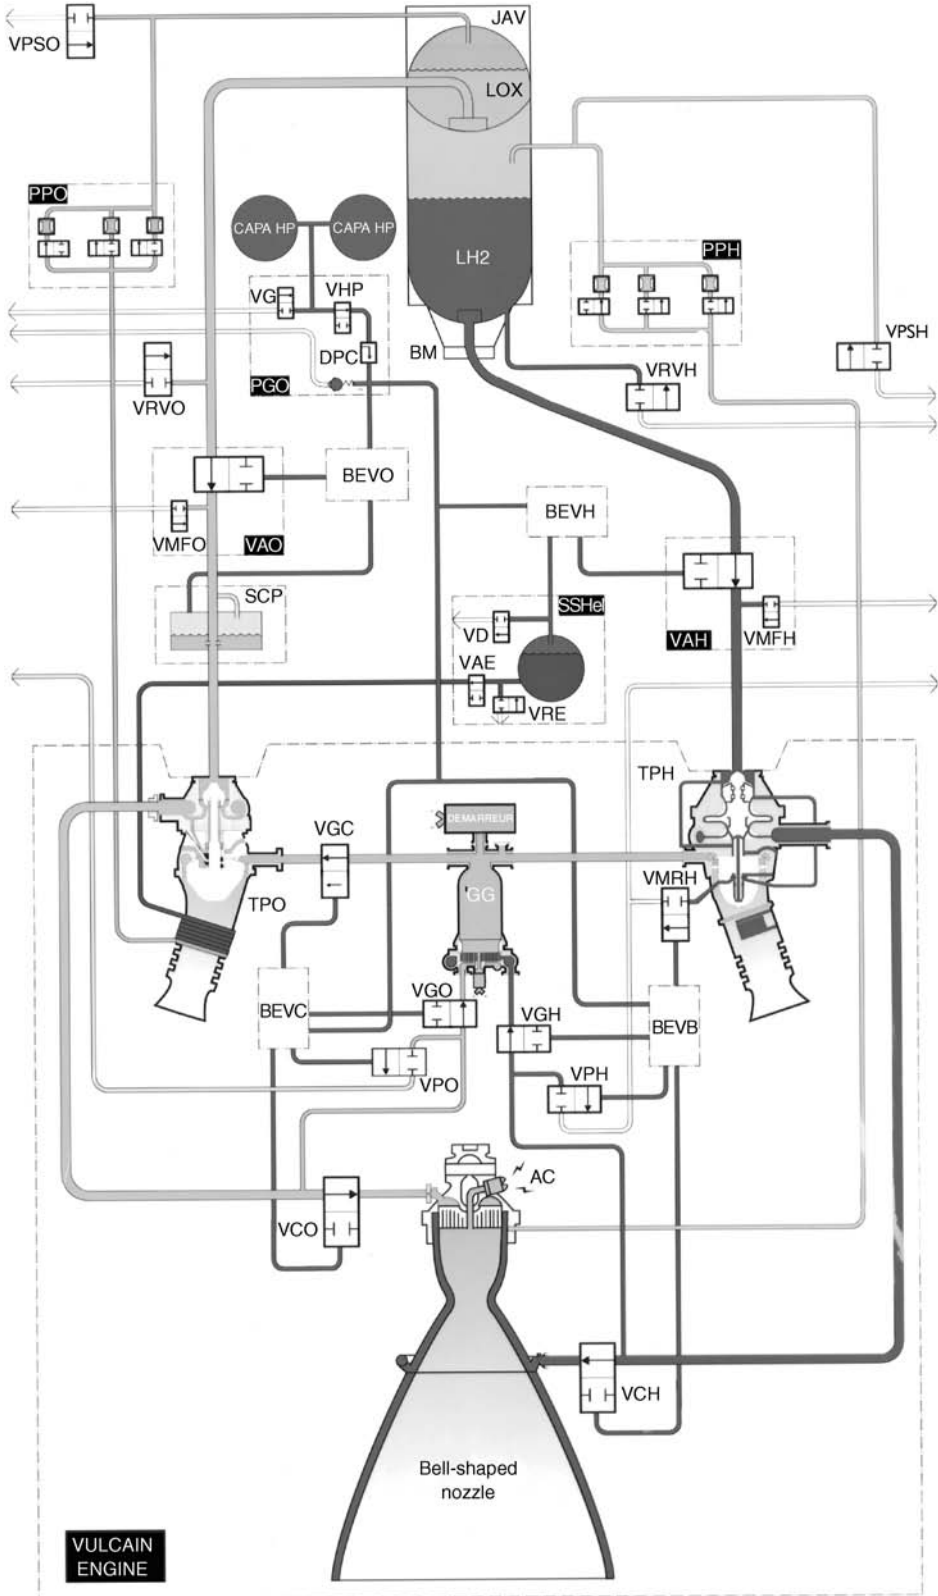 JAV
VPSO
LOX
PPO
CAPA HP
CAPA HP
LH2
PPH
VG
VHP
VPSH
DPC
BM
PGO
VRVH
VRVO
BEVO
BEVH
VMFO
VAO
SCP
SSHel
VD
VAH
VMFH
VAE
VRE
TPH
DEMARREUR
VGC
GG
VMRH
TPO
VGO
BEVC
VGH
BEVB
VPO
VPH
AC
VCO
VCH
Bell-shaped
nozzle
VULCAIN
ENGINE